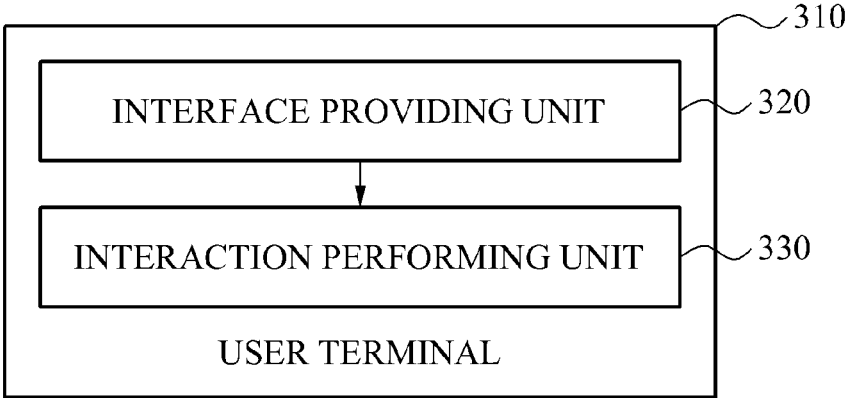 310
INTERFACE PROVIDING UNIT
320
INTERACTION PERFORMING UNIT
330
USER TERMINAL